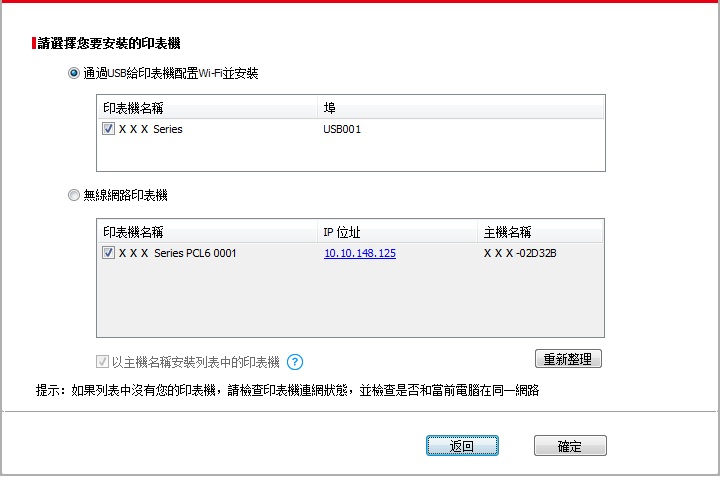 請選擇您要安裝的印表機
通過USB給印表機配置Wi-Fi並安裝
印表機名稱 埠
X X X Series USB001
無線網路印表機
印表機名稱 IP 位址 主機名稱
X X X Series PCL6 0001 10.10.148.125 X X X -02D32B
以主機名稱安裝列表中的印表機 ?
重新整理
提示：如果列表中沒有您的印表機，請檢查印表機連網狀態，並檢查是否和當前電腦在同一網路
返回 確定